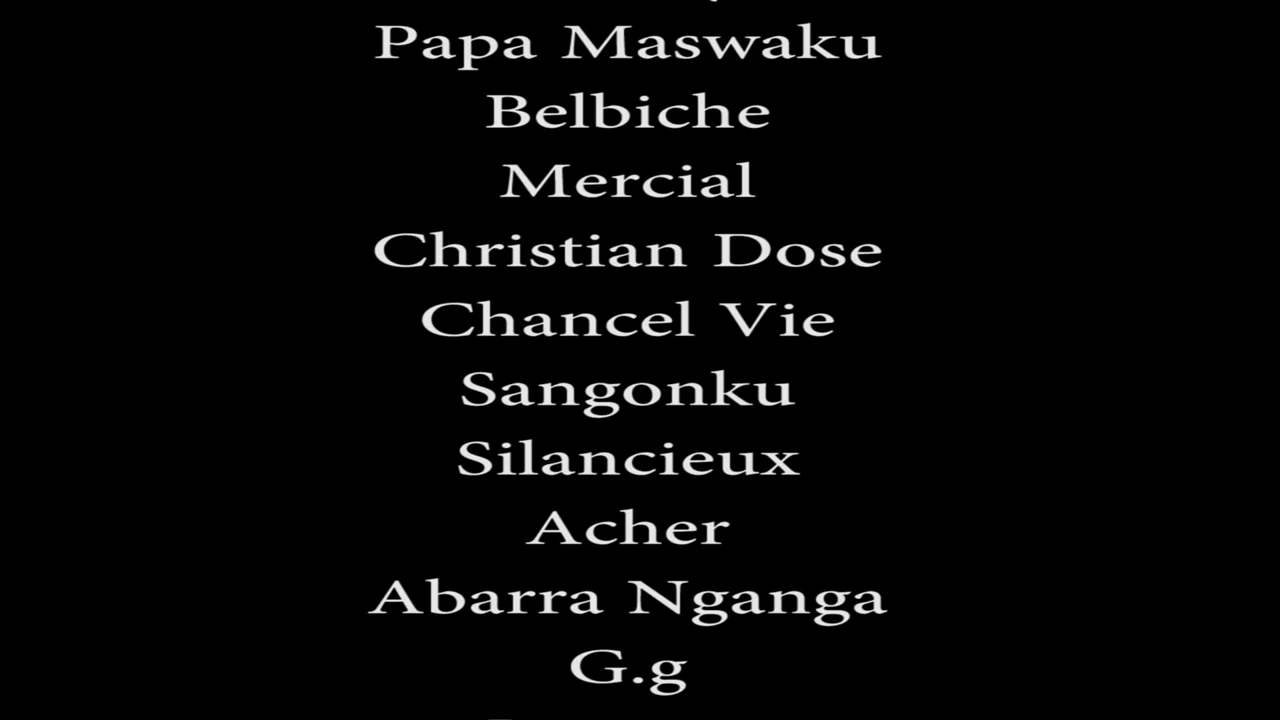 Papa Maswaku
Belbiche
Mercial
Christian Dose
Chancel Vie
Sangonku
Silancieux
Acher
Abarra Nganga
G.g